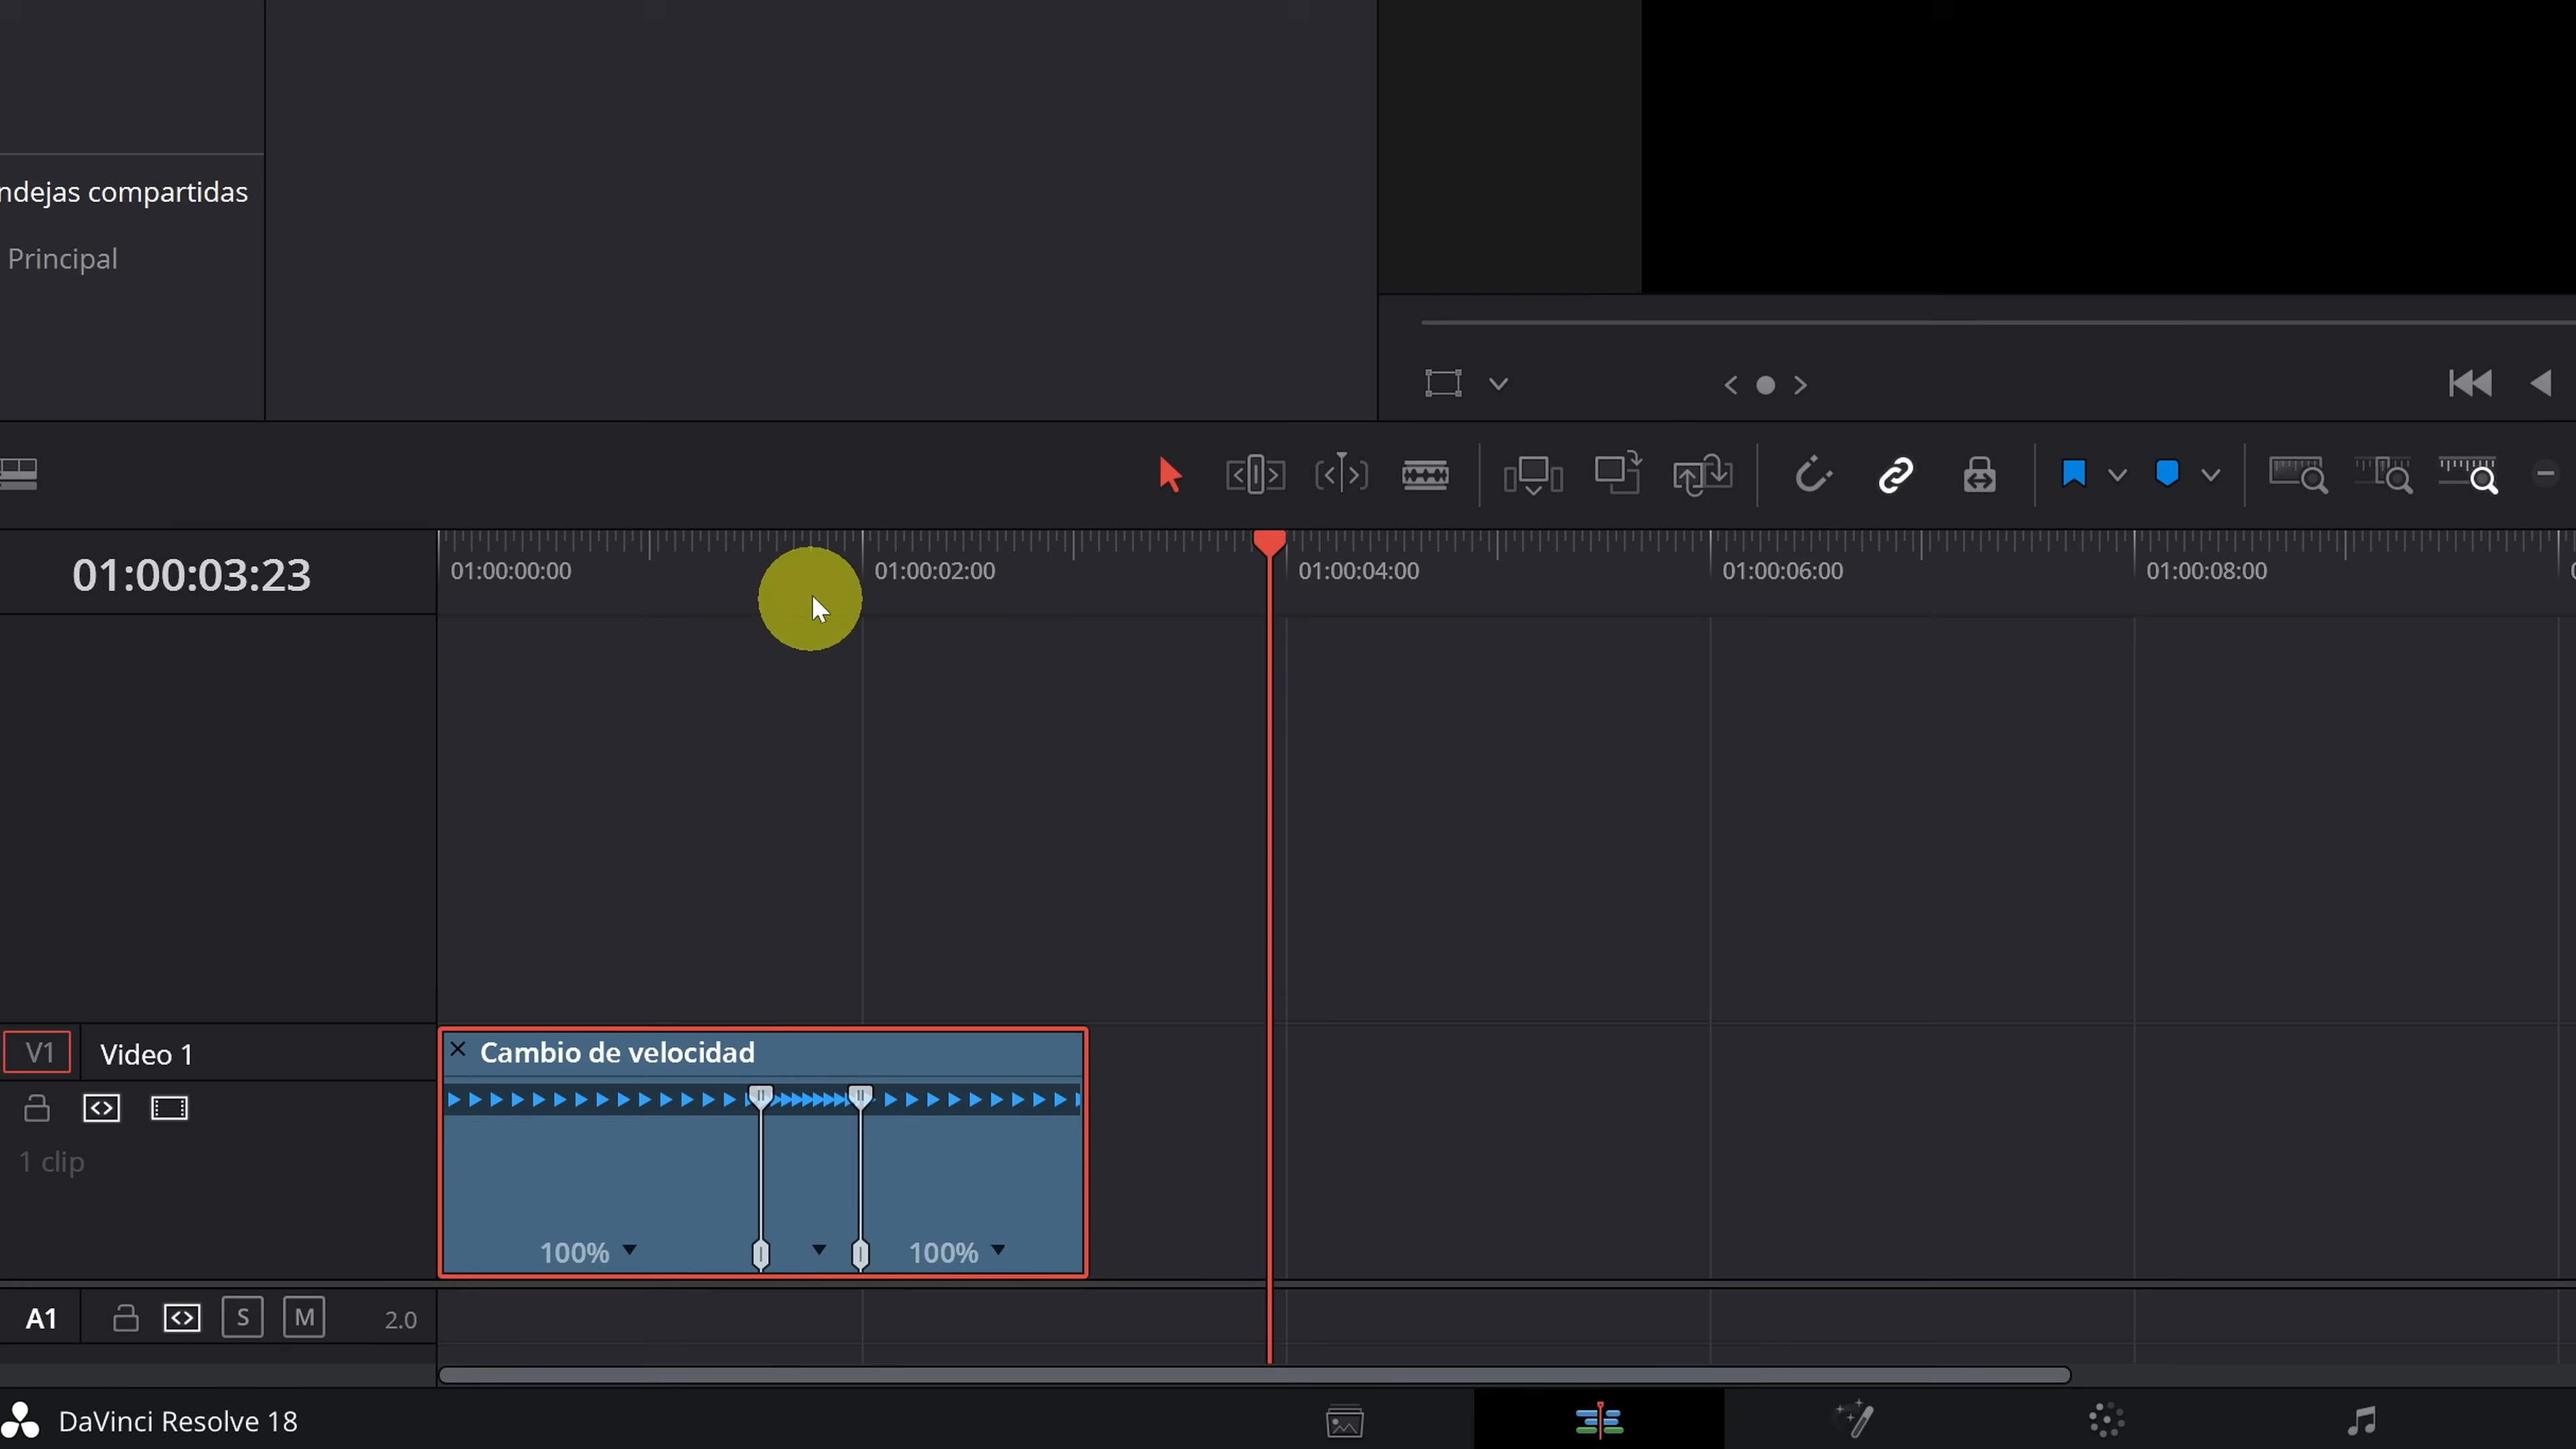 ndejas compartidas
Principal
01:00:03:23
01:00:00:00
01:00:02:00
01:00:04:00
01:00:06:00
01:00:08:00
V1
Video 1
Cambio de velocidad
1 clip
100%
100%
A1
S
M
2.0
DaVinci Resolve 18